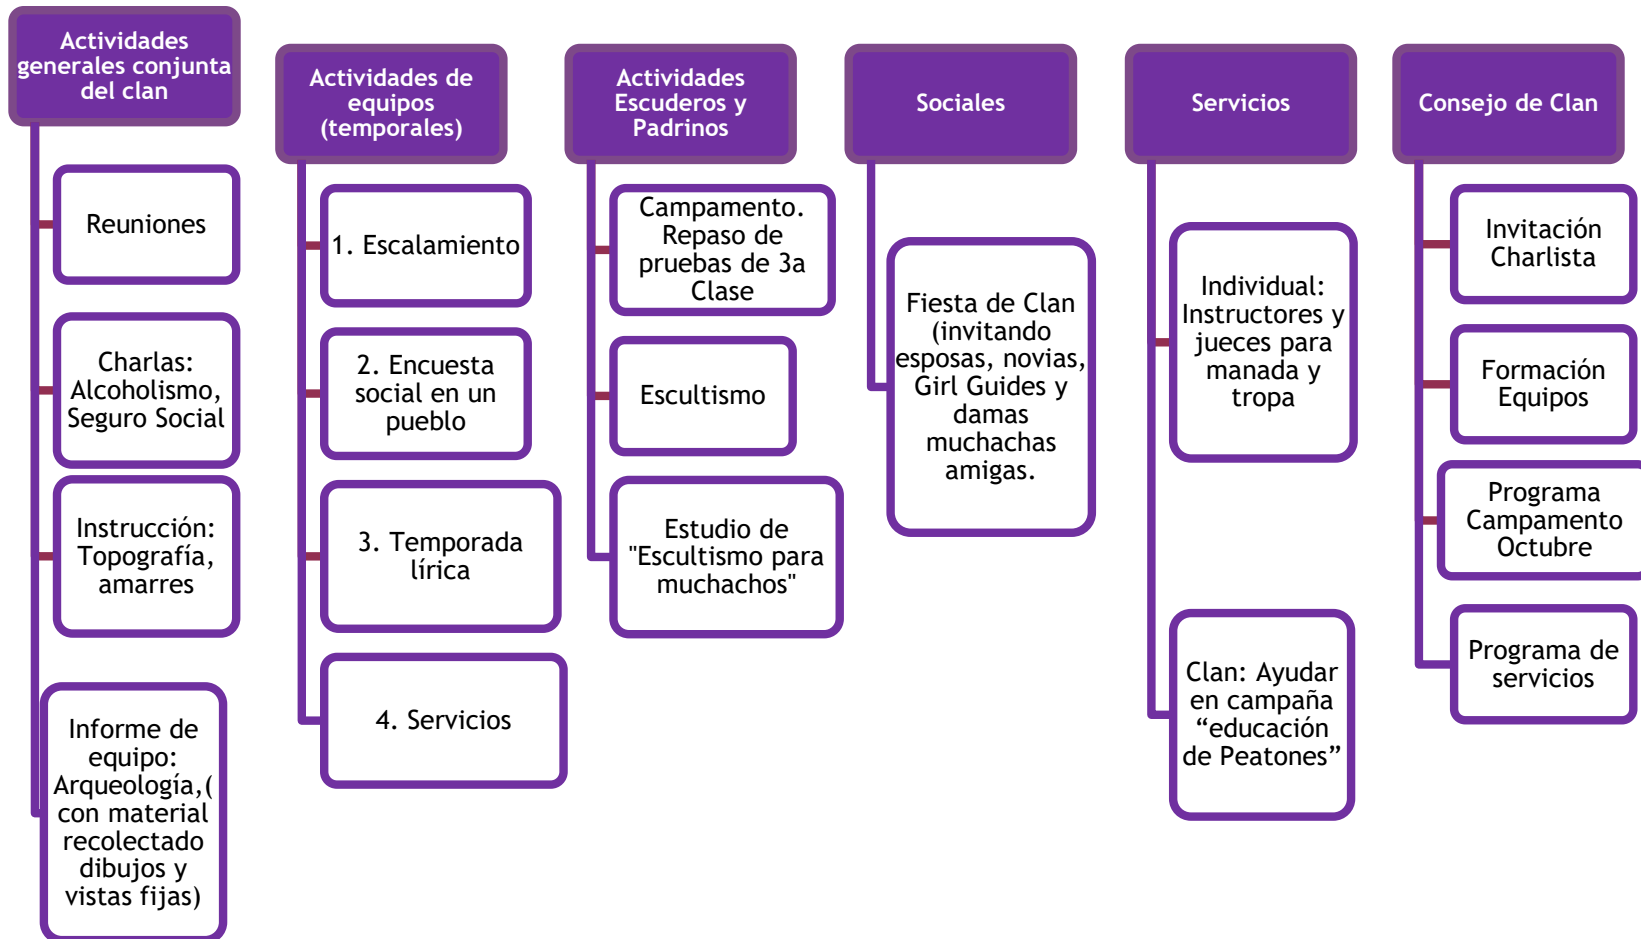 Actividades
generales conjunta
del clan
Reuniones
Charlas:
Alcoholismo,
Seguro Social
Instrucción:
Topografía,
amarres
Informe de
equipo:
Arqueología,(
con material
recolectado
dibujos y
vistas fijas)
Actividades de
equipos
(temporales)
1. Escalamiento
2. Encuesta
social en un
pueblo
3. Temporada
lírica
4. Servicios
Actividades
Escuderos y
Padrinos
Campamento.
Repaso de
pruebas de 3a
Clase
Escultismo
Estudio de
"Escultismo para
muchachos"
Sociales
Fiesta de Clan
(invitando
esposas, novias,
Girl Guides y
damas
muchachas
amigas.
Servicios
Individual:
Instructores y
jueces para
manada y
tropa
Clan: Ayudar
en campaña
“educación
de Peatones”
Consejo de Clan
Invitación
Charlista
Formación
Equipos
Programa
Campamento
Octubre
Programa de
servicios